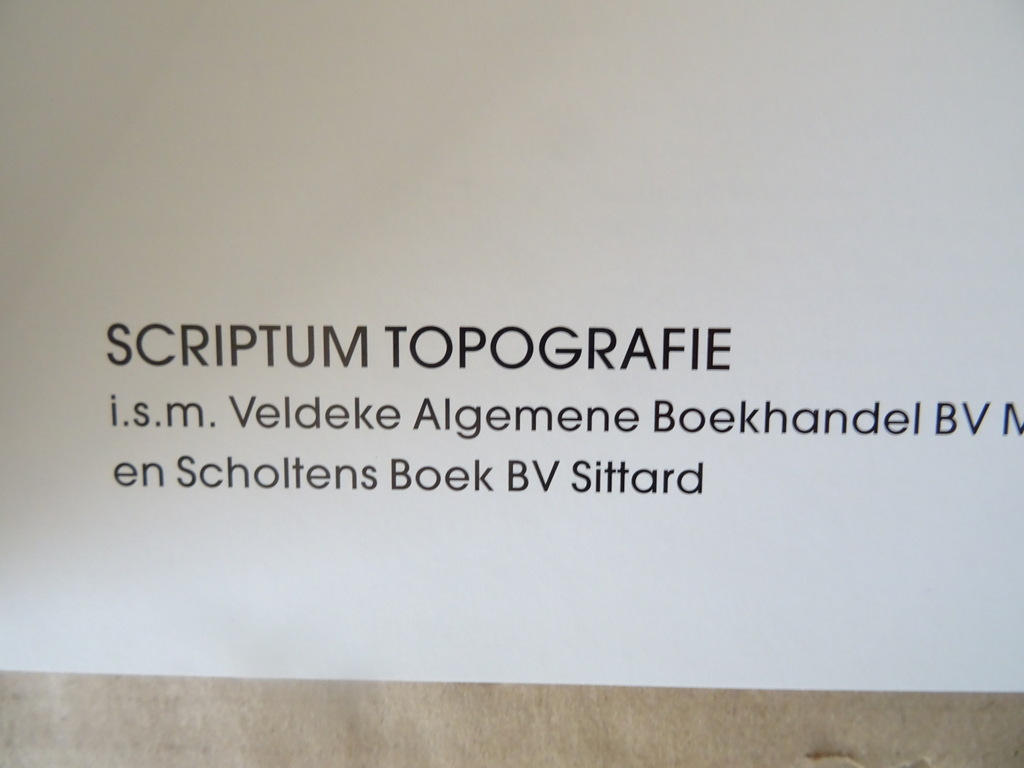 SCRIPTUM TOPOGRAFIE
i.s.m. Veldeke Algemene Boekhandel BV
en Scholtens Boek BV Sittard